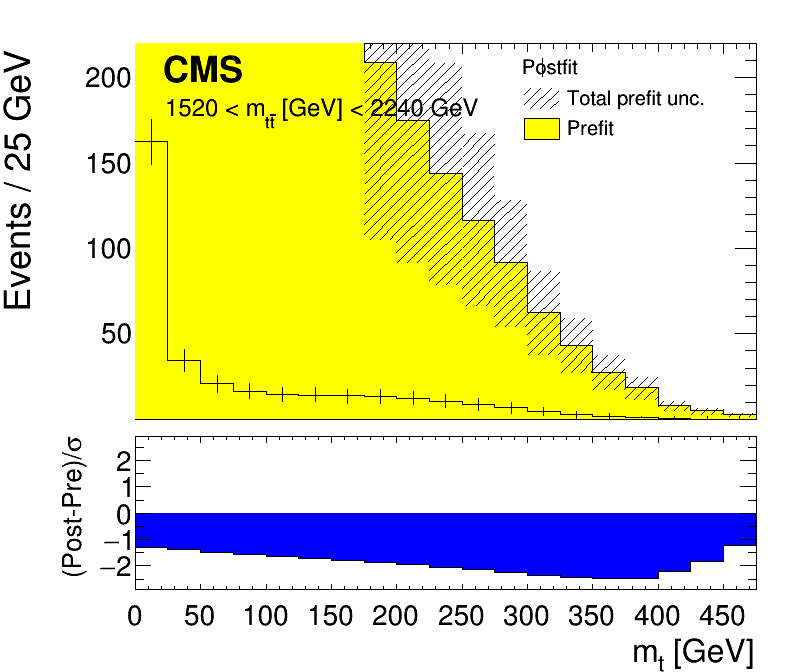 CMS
1520 < m_tt̄ [GeV] < 2240 GeV
Postfit
Total prefit unc.
Prefit
Events / 25 GeV
200
150
100
50
(Post-Pre)/σ
2
1
0
−1
−2
0 50 100 150 200 250 300 350 400 450
m_t [GeV]